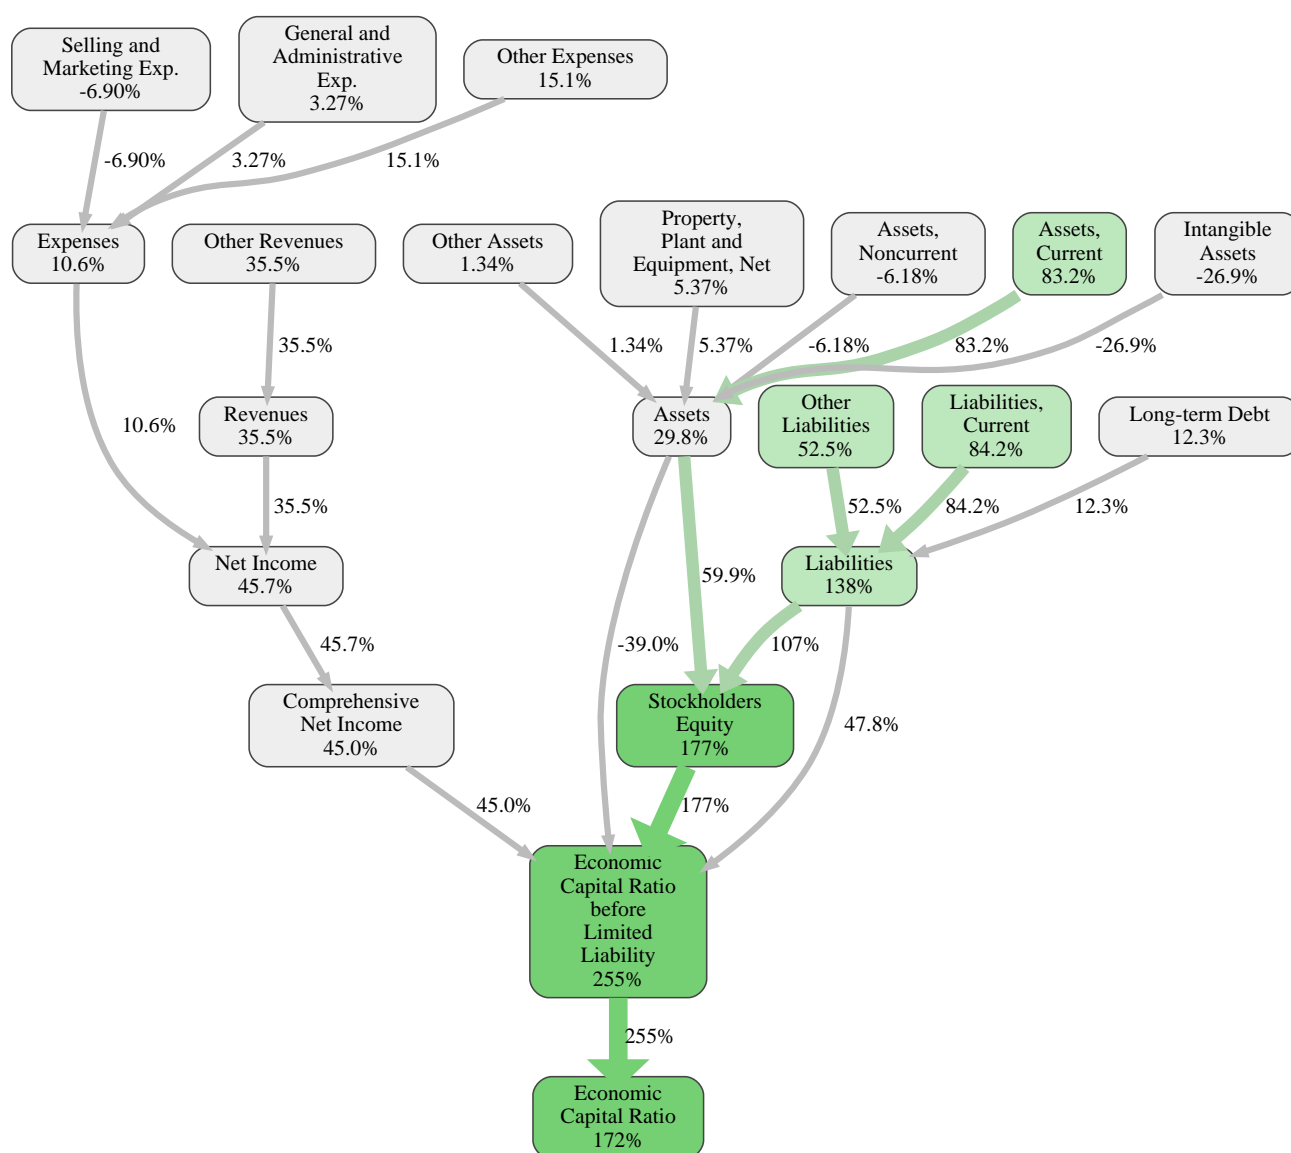 Selling and
Marketing Exp.
-6.90%
General and
Administrative
Exp.
3.27%
Other Expenses
15.1%
-6.90%
3.27%
15.1%
Expenses
10.6%
Other Revenues
35.5%
Other Assets
1.34%
Property,
Plant and
Equipment, Net
5.37%
Assets,
Noncurrent
-6.18%
Assets,
Current
83.2%
Intangible
Assets
-26.9%
35.5%
1.34%
5.37%
-6.18%
83.2%
-26.9%
10.6%
Revenues
35.5%
Assets
29.8%
Other
Liabilities
52.5%
Liabilities,
Current
84.2%
Long-term Debt
12.3%
35.5%
52.5%
84.2%
12.3%
Net Income
45.7%
Liabilities
138%
59.9%
45.7%
-39.0%
107%
Comprehensive
Net Income
45.0%
Stockholders
Equity
177%
47.8%
45.0%
177%
Economic
Capital Ratio
before
Limited
Liability
255%
255%
Economic
Capital Ratio
172%